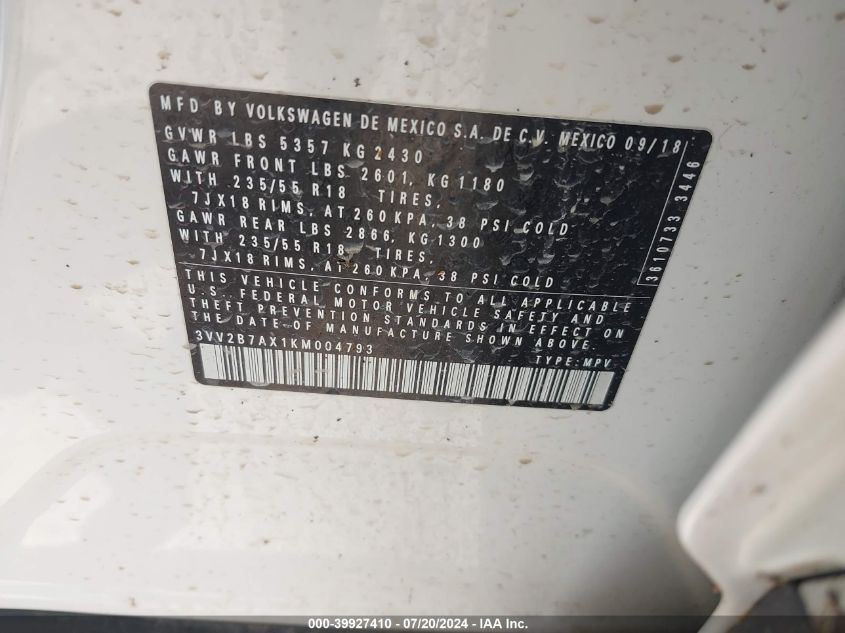 MFD BY VOLKSWAGEN DE MEXICO S.A. DE C.V. MEXICO 09/18
GVWR LBS 5357 KG 2430
GAWR FRONT LBS 2601, KG 1180
WITH 235/55 R18 TIRES,
7JX18 RIMS, AT 260 KPA, 38 PSI COLD
GAWR REAR LBS 2866, KG 1300
WITH 235/55 R18 TIRES,
7JX18 RIMS, AT 260 KPA, 38 PSI COLD
THIS VEHICLE CONFORMS TO ALL APPLICABLE
U.S. FEDERAL MOTOR VEHICLE SAFETY AND
THEFT PREVENTION STANDARDS IN EFFECT ON
THE DATE OF MANUFACTURE SHOWN ABOVE.
3VV2B7AX1KM004793 TYPE: MPV
3610733 3446
000-39927410 / 07/20/2024 - IAA Inc.